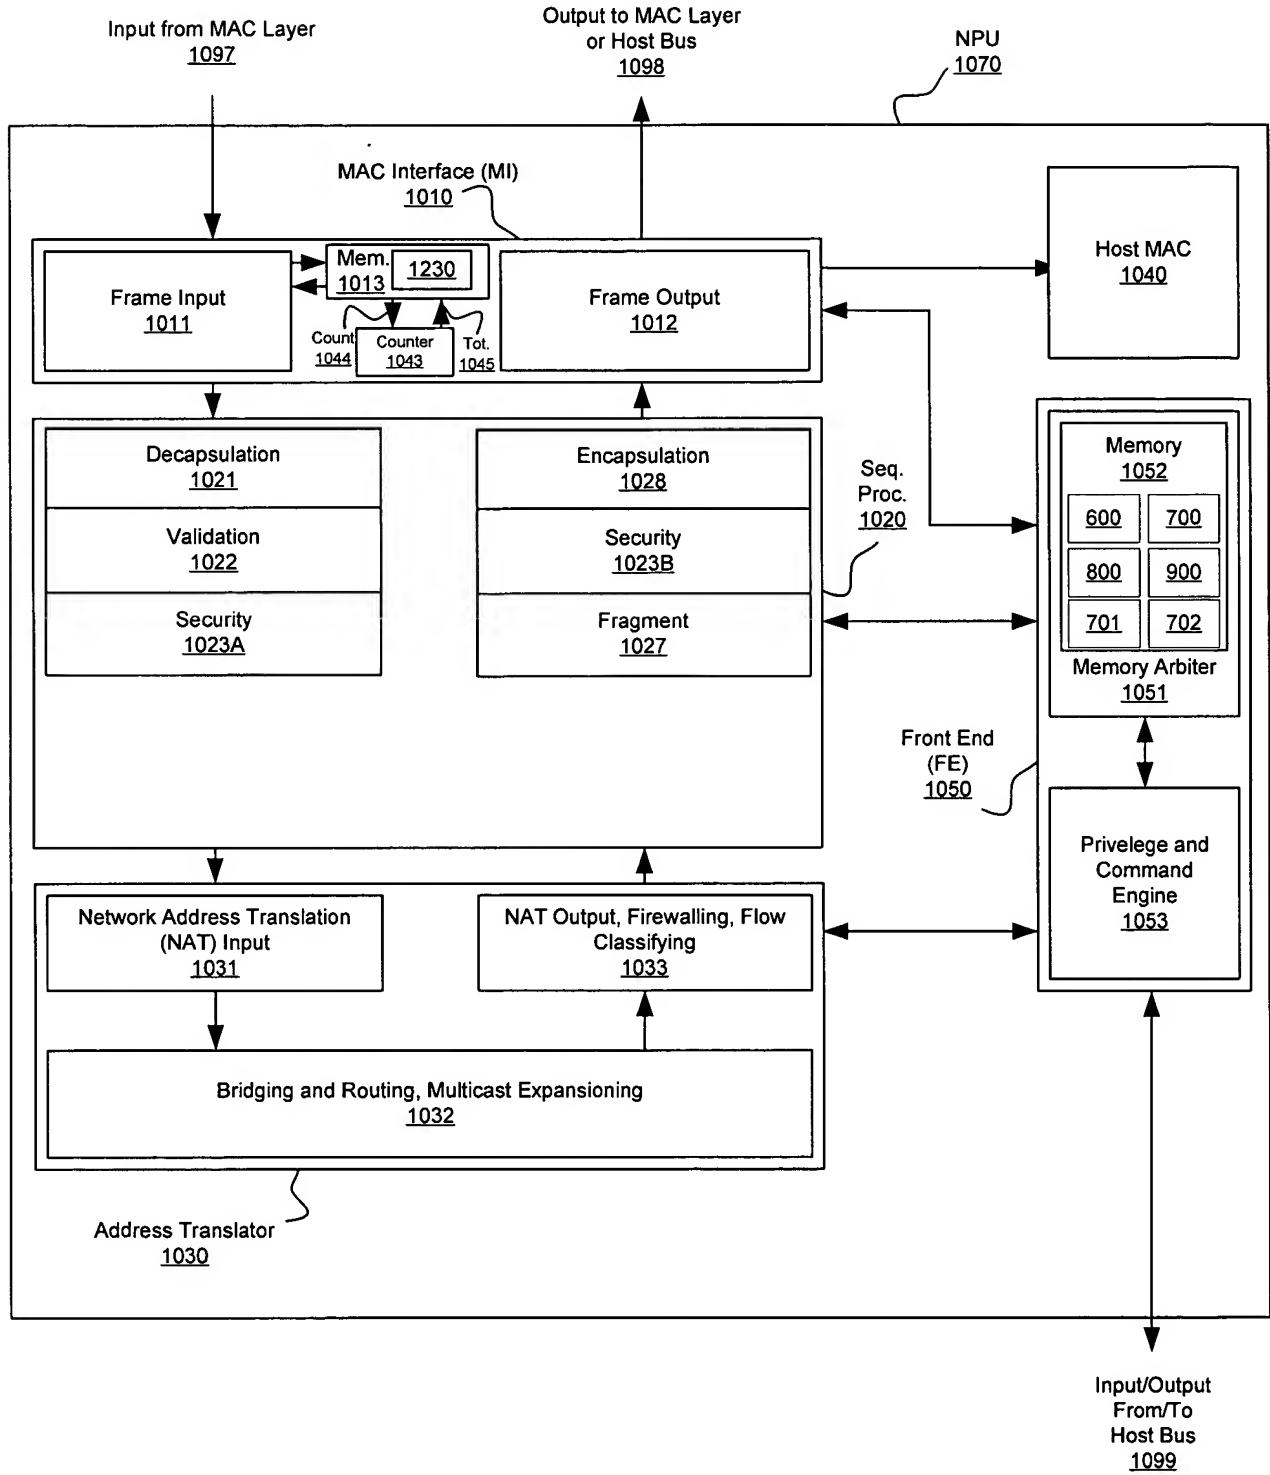 Input from MAC Layer
1097
Output to MAC Layer
or Host Bus
1098
NPU
1070
MAC Interface (MI)
1010
Frame Input
1011
Mem.
1013
1230
Count
1044
Counter
1043
Tot.
1045
Frame Output
1012
Host MAC
1040
Decapsulation
1021
Validation
1022
Security
1023A
Encapsulation
1028
Security
1023B
Fragment
1027
Seq.
Proc.
1020
Memory
1052
600
700
800
900
701
702
Memory Arbiter
1051
Front End
(FE)
1050
Privelege and
Command
Engine
1053
Network Address Translation
(NAT) Input
1031
NAT Output, Firewalling, Flow
Classifying
1033
Bridging and Routing, Multicast Expansioning
1032
Address Translator
1030
Input/Output
From/To
Host Bus
1099